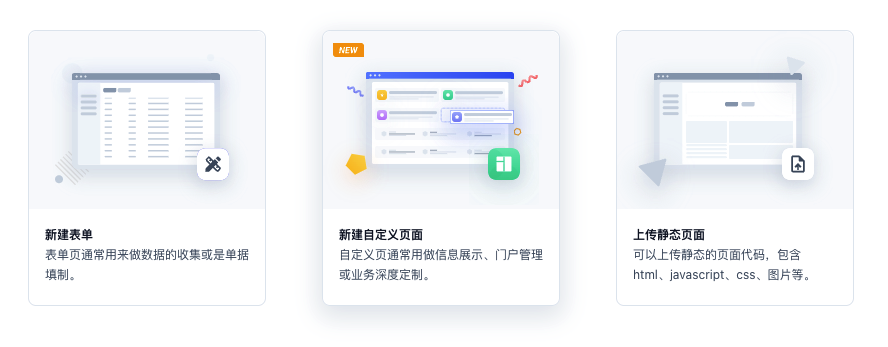 NEW
新建表单
表单页通常用来做数据的收集或是单据
填制。
新建自定义页面
自定义页通常用做信息展示、门户管理
或业务深度定制。
上传静态页面
可以上传静态的页面代码，包含
html、javascript、css、图片等。